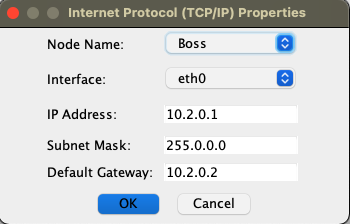 Internet Protocol (TCP/IP) Properties
Node Name: Boss
Interface: eth0
IP Address: 10.2.0.1
Subnet Mask: 255.0.0.0
Default Gateway: 10.2.0.2
OK Cancel